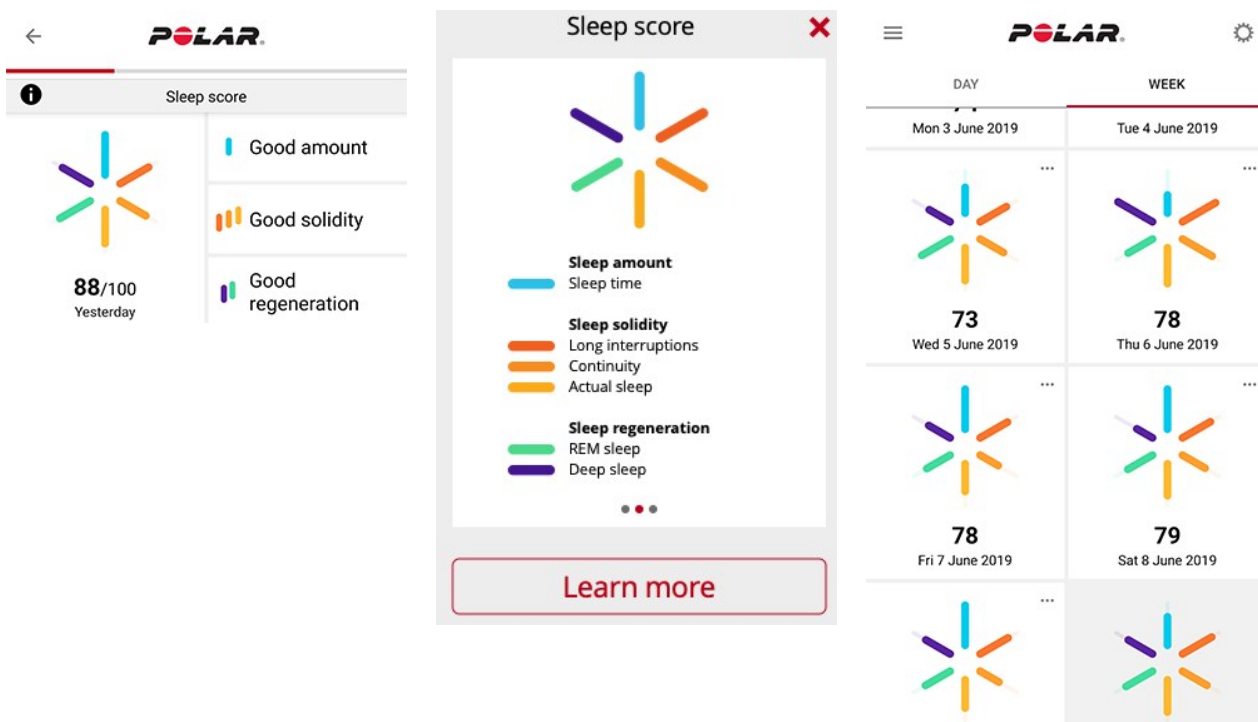 POLAR
Sleep score
Good amount
Good solidity
Good
regeneration
88/100
Yesterday
Sleep score
Sleep amount
Sleep time
Sleep solidity
Long interruptions
Continuity
Actual sleep
Sleep regeneration
REM sleep
Deep sleep
Learn more
POLAR
DAY
WEEK
Mon 3 June 2019
Tue 4 June 2019
73
Wed 5 June 2019
78
Thu 6 June 2019
78
Fri 7 June 2019
79
Sat 8 June 2019